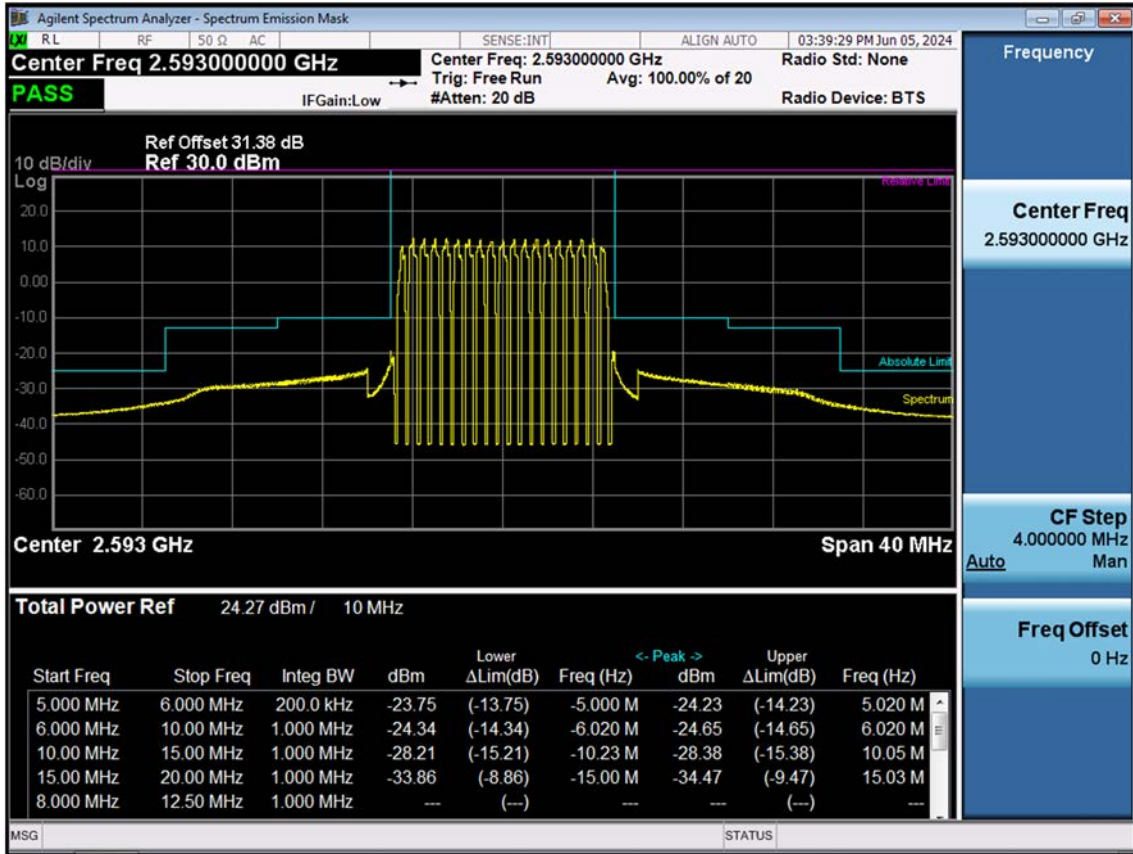 Agilent Spectrum Analyzer - Spectrum Emission Mask
LXI RL RF 50 Ω AC SENSE:INT ALIGN AUTO 03:39:29 PM Jun 05, 2024
Center Freq 2.593000000 GHz
PASS
IFGain:Low
Center Freq: 2.593000000 GHz
Trig: Free Run Avg: 100.00% of 20
#Atten: 20 dB
Radio Std: None
Radio Device: BTS
Ref Offset 31.38 dB
10 dB/div Ref 30.0 dBm
Log
Relative Limit
20.0
10.0
0.00
-10.0
-20.0
Absolute Limit
-30.0
Spectrum
-40.0
-50.0
-60.0
Center 2.593 GHz Span 40 MHz
Total Power Ref 24.27 dBm / 10 MHz
Lower <- Peak -> Upper
Start Freq Stop Freq Integ BW dBm ΔLim(dB) Freq (Hz) dBm ΔLim(dB) Freq (Hz)
5.000 MHz 6.000 MHz 200.0 kHz -23.75 (-13.75) -5.000 M -24.23 (-14.23) 5.020 M
6.000 MHz 10.00 MHz 1.000 MHz -24.34 (-14.34) -6.020 M -24.65 (-14.65) 6.020 M
10.00 MHz 15.00 MHz 1.000 MHz -28.21 (-15.21) -10.23 M -28.38 (-15.38) 10.05 M
15.00 MHz 20.00 MHz 1.000 MHz -33.86 (-8.86) -15.00 M -34.47 (-9.47) 15.03 M
8.000 MHz 12.50 MHz 1.000 MHz --- (---) --- --- (---) ---
MSG STATUS
Frequency
Center Freq
2.593000000 GHz
CF Step
4.000000 MHz
Auto Man
Freq Offset
0 Hz